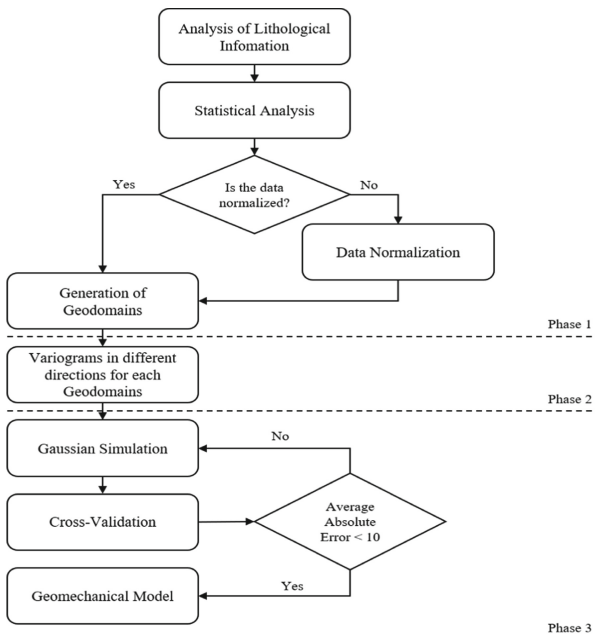 Analysis of Lithological
Infomation
Statistical Analysis
Is the data
normalized?
Yes
No
Data Normalization
Generation of
Geodomains
Phase 1
Variograms in different
directions for each
Geodomains
Phase 2
Gaussian Simulation
No
Cross-Validation
Average
Absolute
Error < 10
Yes
Geomechanical Model
Phase 3